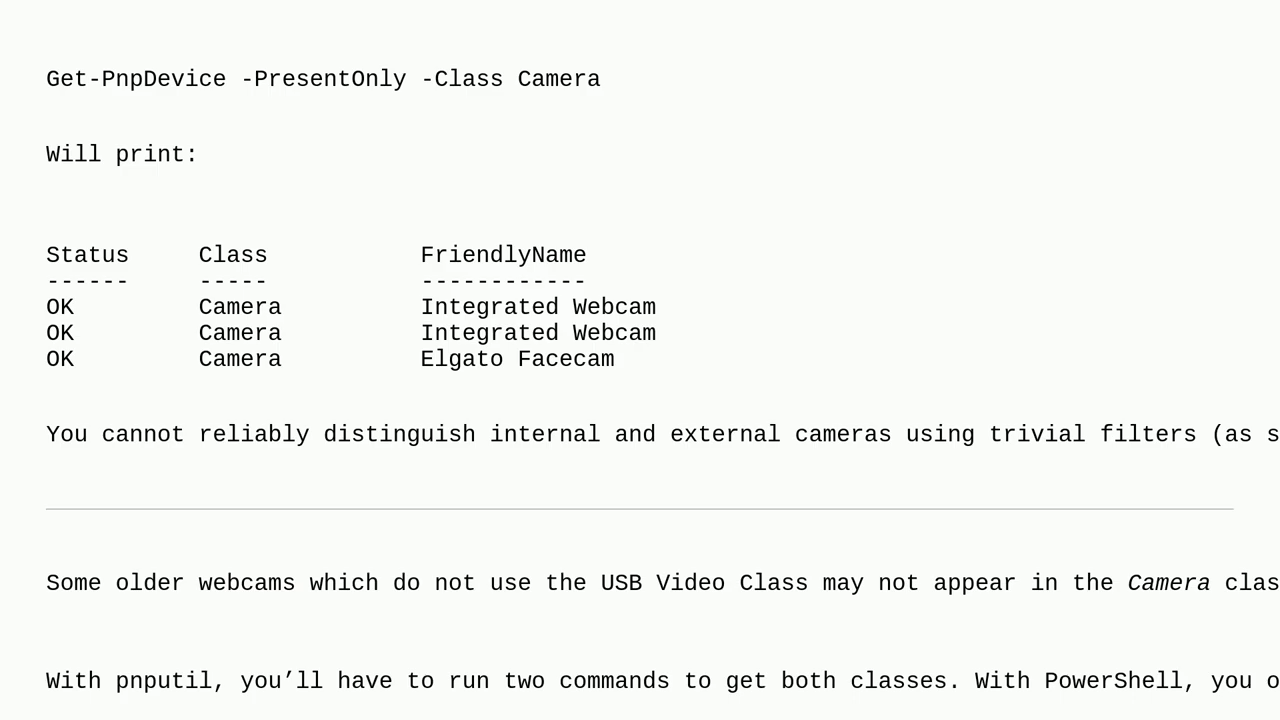 Get-PnpDevice -PresentOnly -Class Camera
Will print:
Status     Class           FriendlyName
------     -----           ------------
OK         Camera          Integrated Webcam
OK         Camera          Integrated Webcam
OK         Camera          Elgato Facecam
You cannot reliably distinguish internal and external cameras using trivial filters (as
Some older webcams which do not use the USB Video Class may not appear in the Camera
With pnputil, you’ll have to run two commands to get both classes. With PowerShell, you